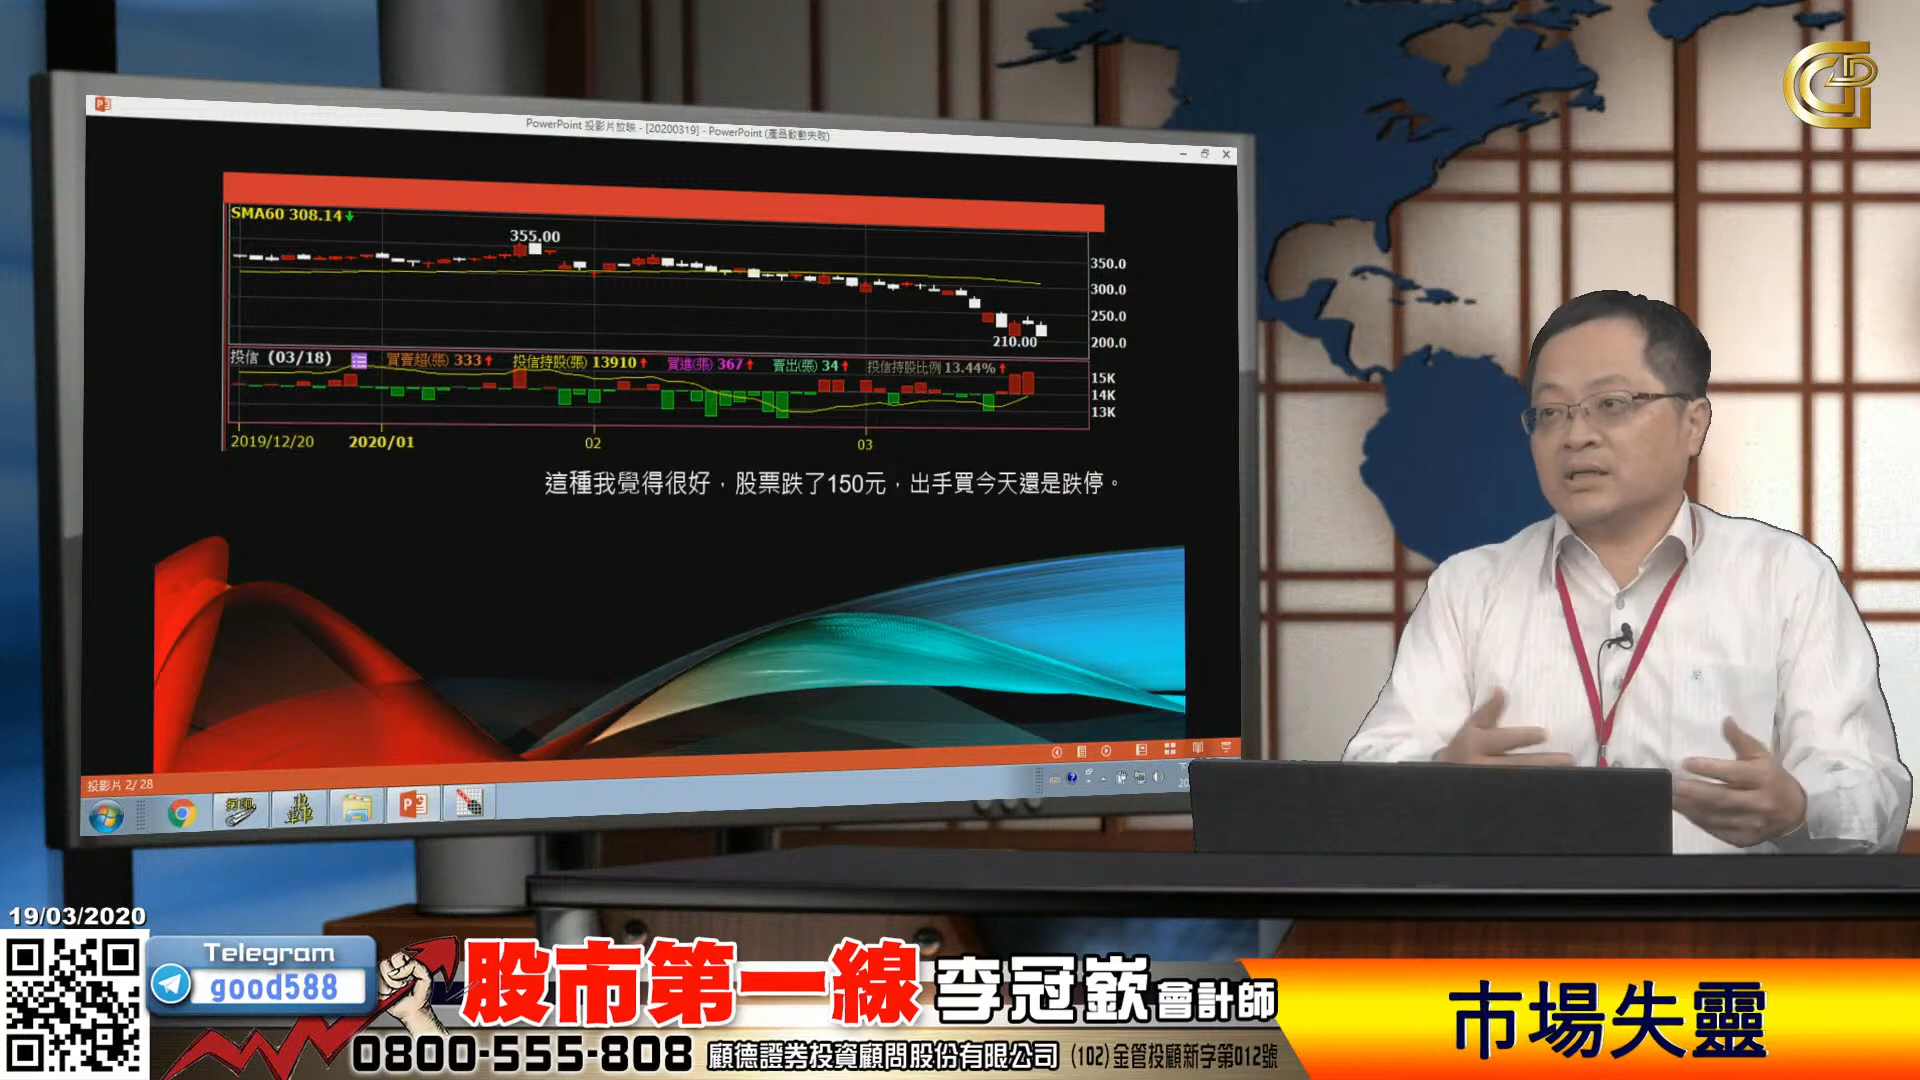 PowerPoint 投影片放映 - [20200319] - PowerPoint (產品啟動失敗)
SMA60 308.14↓
355.00
350.0
300.0
250.0
200.0
210.00
投信 (03/18) 買賣超(張) 333↑ 投信持股(張) 13910↑ 買進(張) 367↑ 賣出(張) 34↑ 投信持股比例 13.44%↑
15K
14K
13K
2019/12/20 2020/01 02 03
這種我覺得很好，股票跌了150元，出手買今天還是跌停。
投影片 2/ 28
19/03/2020
Telegram
good588
股市第一線 李冠嶔 會計師
0800-555-808 顧德證券投資顧問股份有限公司 (102)金管投顧新字第012號
市場失靈